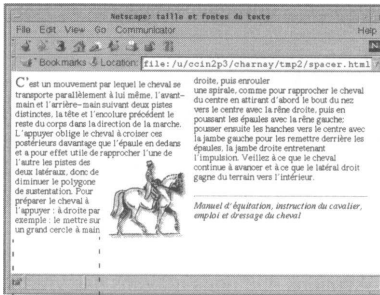 Netscape: taille et fontes du texte
File Edit View Go Communicator Help
Bookmarks Location: file:/u/ccin2p3/charnay/tmp2/spacer.html
C'est un mouvement par lequel le cheval se
transporte parallèlement à lui même, l'avant-
main et l'arrière-main suivant deux pistes
distinctes, la tête et l'encolure précédent le
reste du corps dans la direction de la marche.
L'appuyer oblige le cheval à croiser ces
postérieurs davantage que l'épaule en dedans
et a pour effet utile de rapprocher l'une de
l'autre les pistes des
deux latéraux, donc de
diminuer le polygone
de sustentation. Pour
préparer le cheval à
l'appuyer : à droite par
exemple : le mettre sur
un grand cercle à main
droite, puis enrouler
une spirale, comme pour rapprocher le cheval
du centre en attirant d'abord le bout du nez
vers le centre avec la rêne droite, puis en
poussant les épaules avec la rêne gauche;
pousser ensuite les hanches vers le centre avec
la jambe gauche pour les remettre derrière les
épaules, la jambe droite entretenant
l'impulsion. Veillez à ce que le cheval
continue à avancer et à ce que le latéral droit
gagne du terrain vers l'intérieur.
Manuel d'équitation, instruction du cavalier,
emploi et dressage du cheval